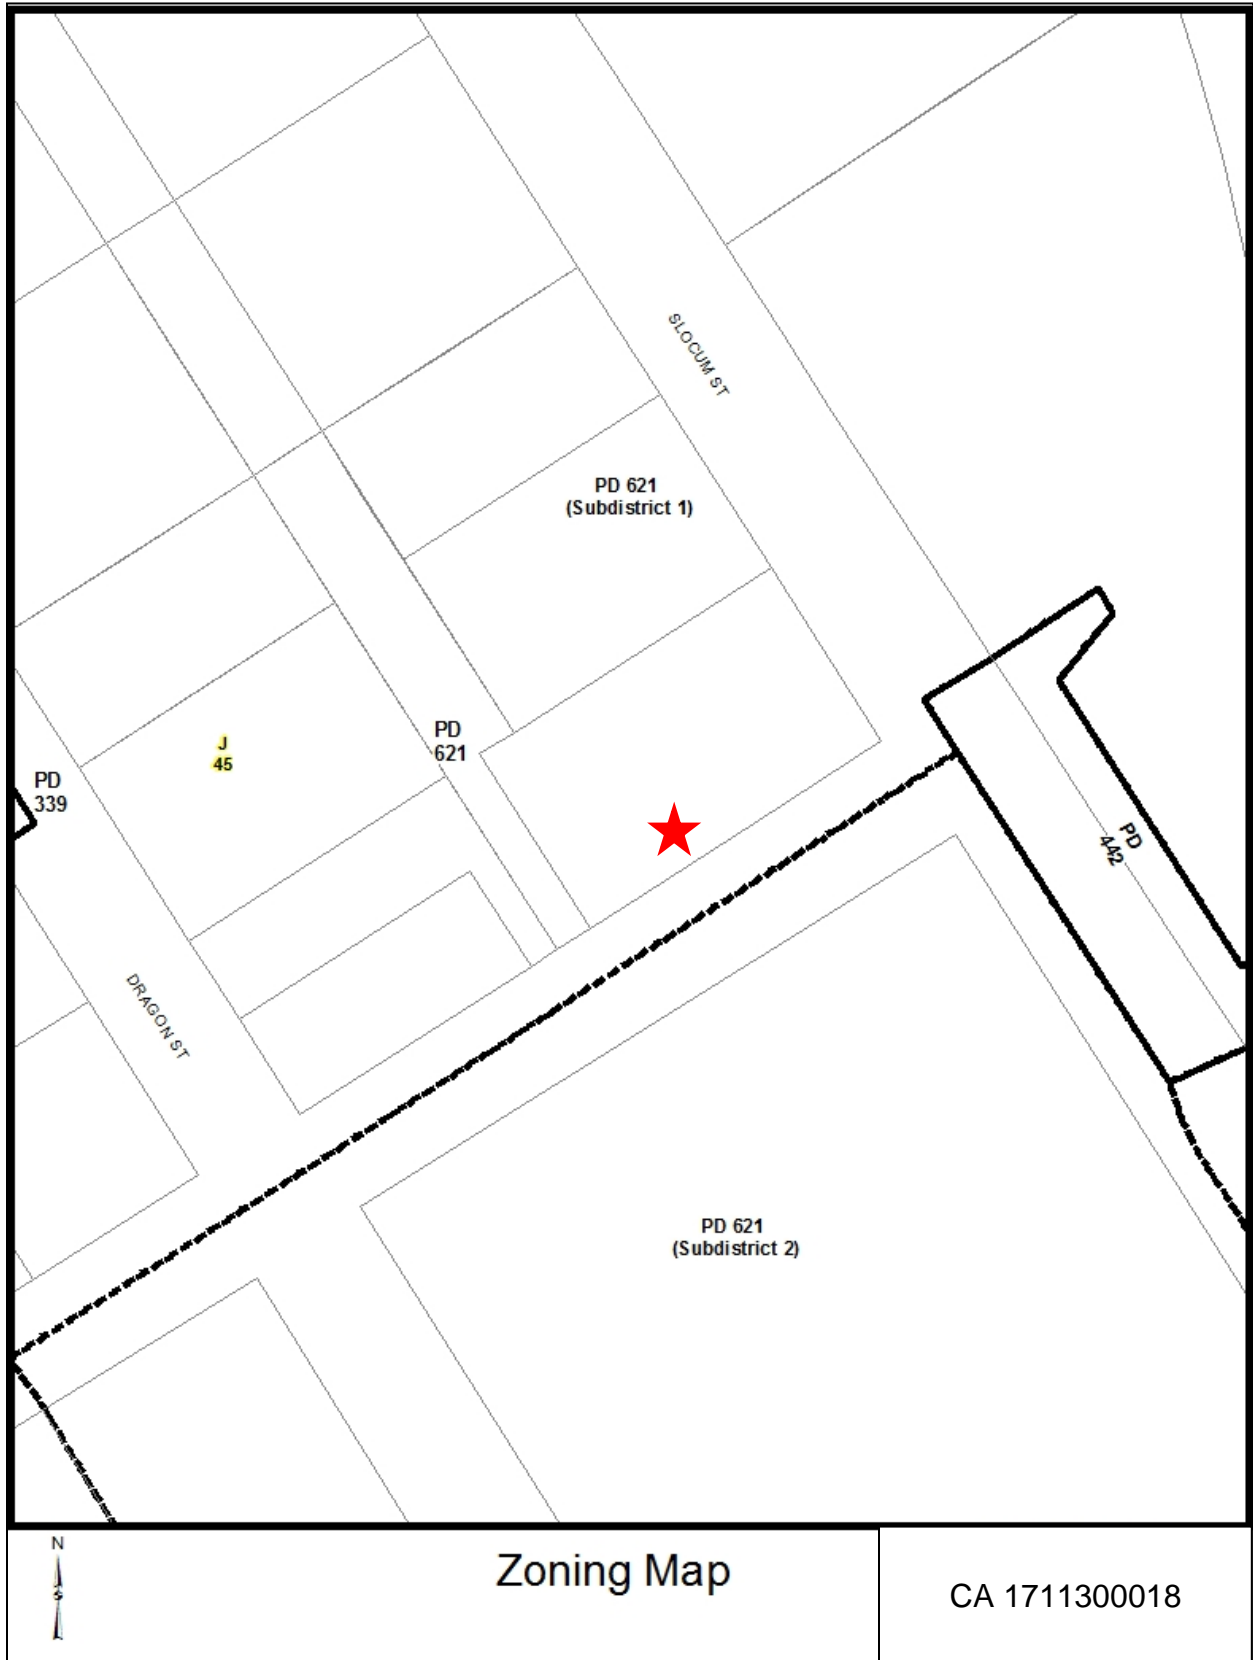 SLOCUM ST
PD 621
(Subdistrict 1)
PD
621
J
45
PD
339
PD
442
DRAGON ST
PD 621
(Subdistrict 2)
N
Zoning Map
CA 1711300018